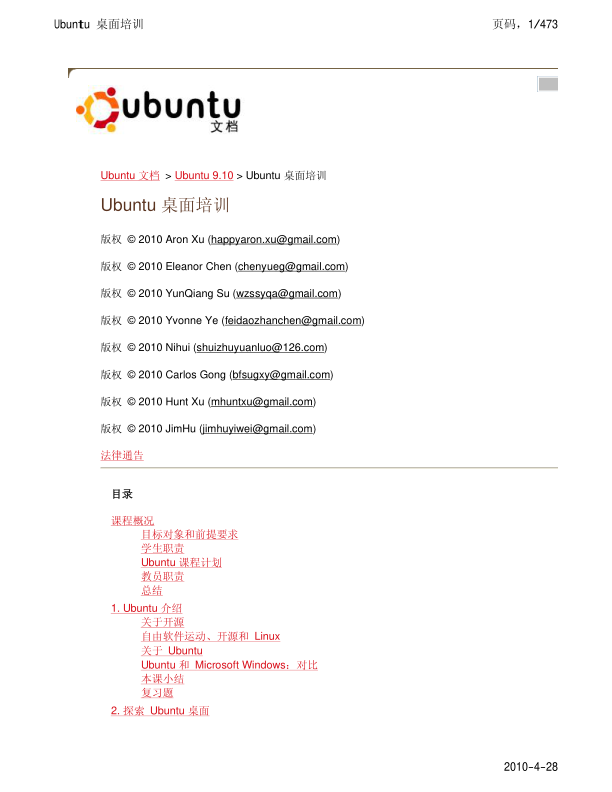 Ubuntu 桌面培训
页码，1/473
ubuntu
文档
Ubuntu 文档 > Ubuntu 9.10 > Ubuntu 桌面培训
Ubuntu 桌面培训
版权 © 2010 Aron Xu (happyaron.xu@gmail.com)
版权 © 2010 Eleanor Chen (chenyueg@gmail.com)
版权 © 2010 YunQiang Su (wzssyqa@gmail.com)
版权 © 2010 Yvonne Ye (feidaozhanchen@gmail.com)
版权 © 2010 Nihui (shuizhuyuanluo@126.com)
版权 © 2010 Carlos Gong (bfsugxy@gmail.com)
版权 © 2010 Hunt Xu (mhuntxu@gmail.com)
版权 © 2010 JimHu (jimhuyiwei@gmail.com)
法律通告
目录
课程概况
目标对象和前提要求
学生职责
Ubuntu 课程计划
教员职责
总结
1. Ubuntu 介绍
关于开源
自由软件运动、开源和 Linux
关于 Ubuntu
Ubuntu 和 Microsoft Windows：对比
本课小结
复习题
2. 探索 Ubuntu 桌面
2010-4-28